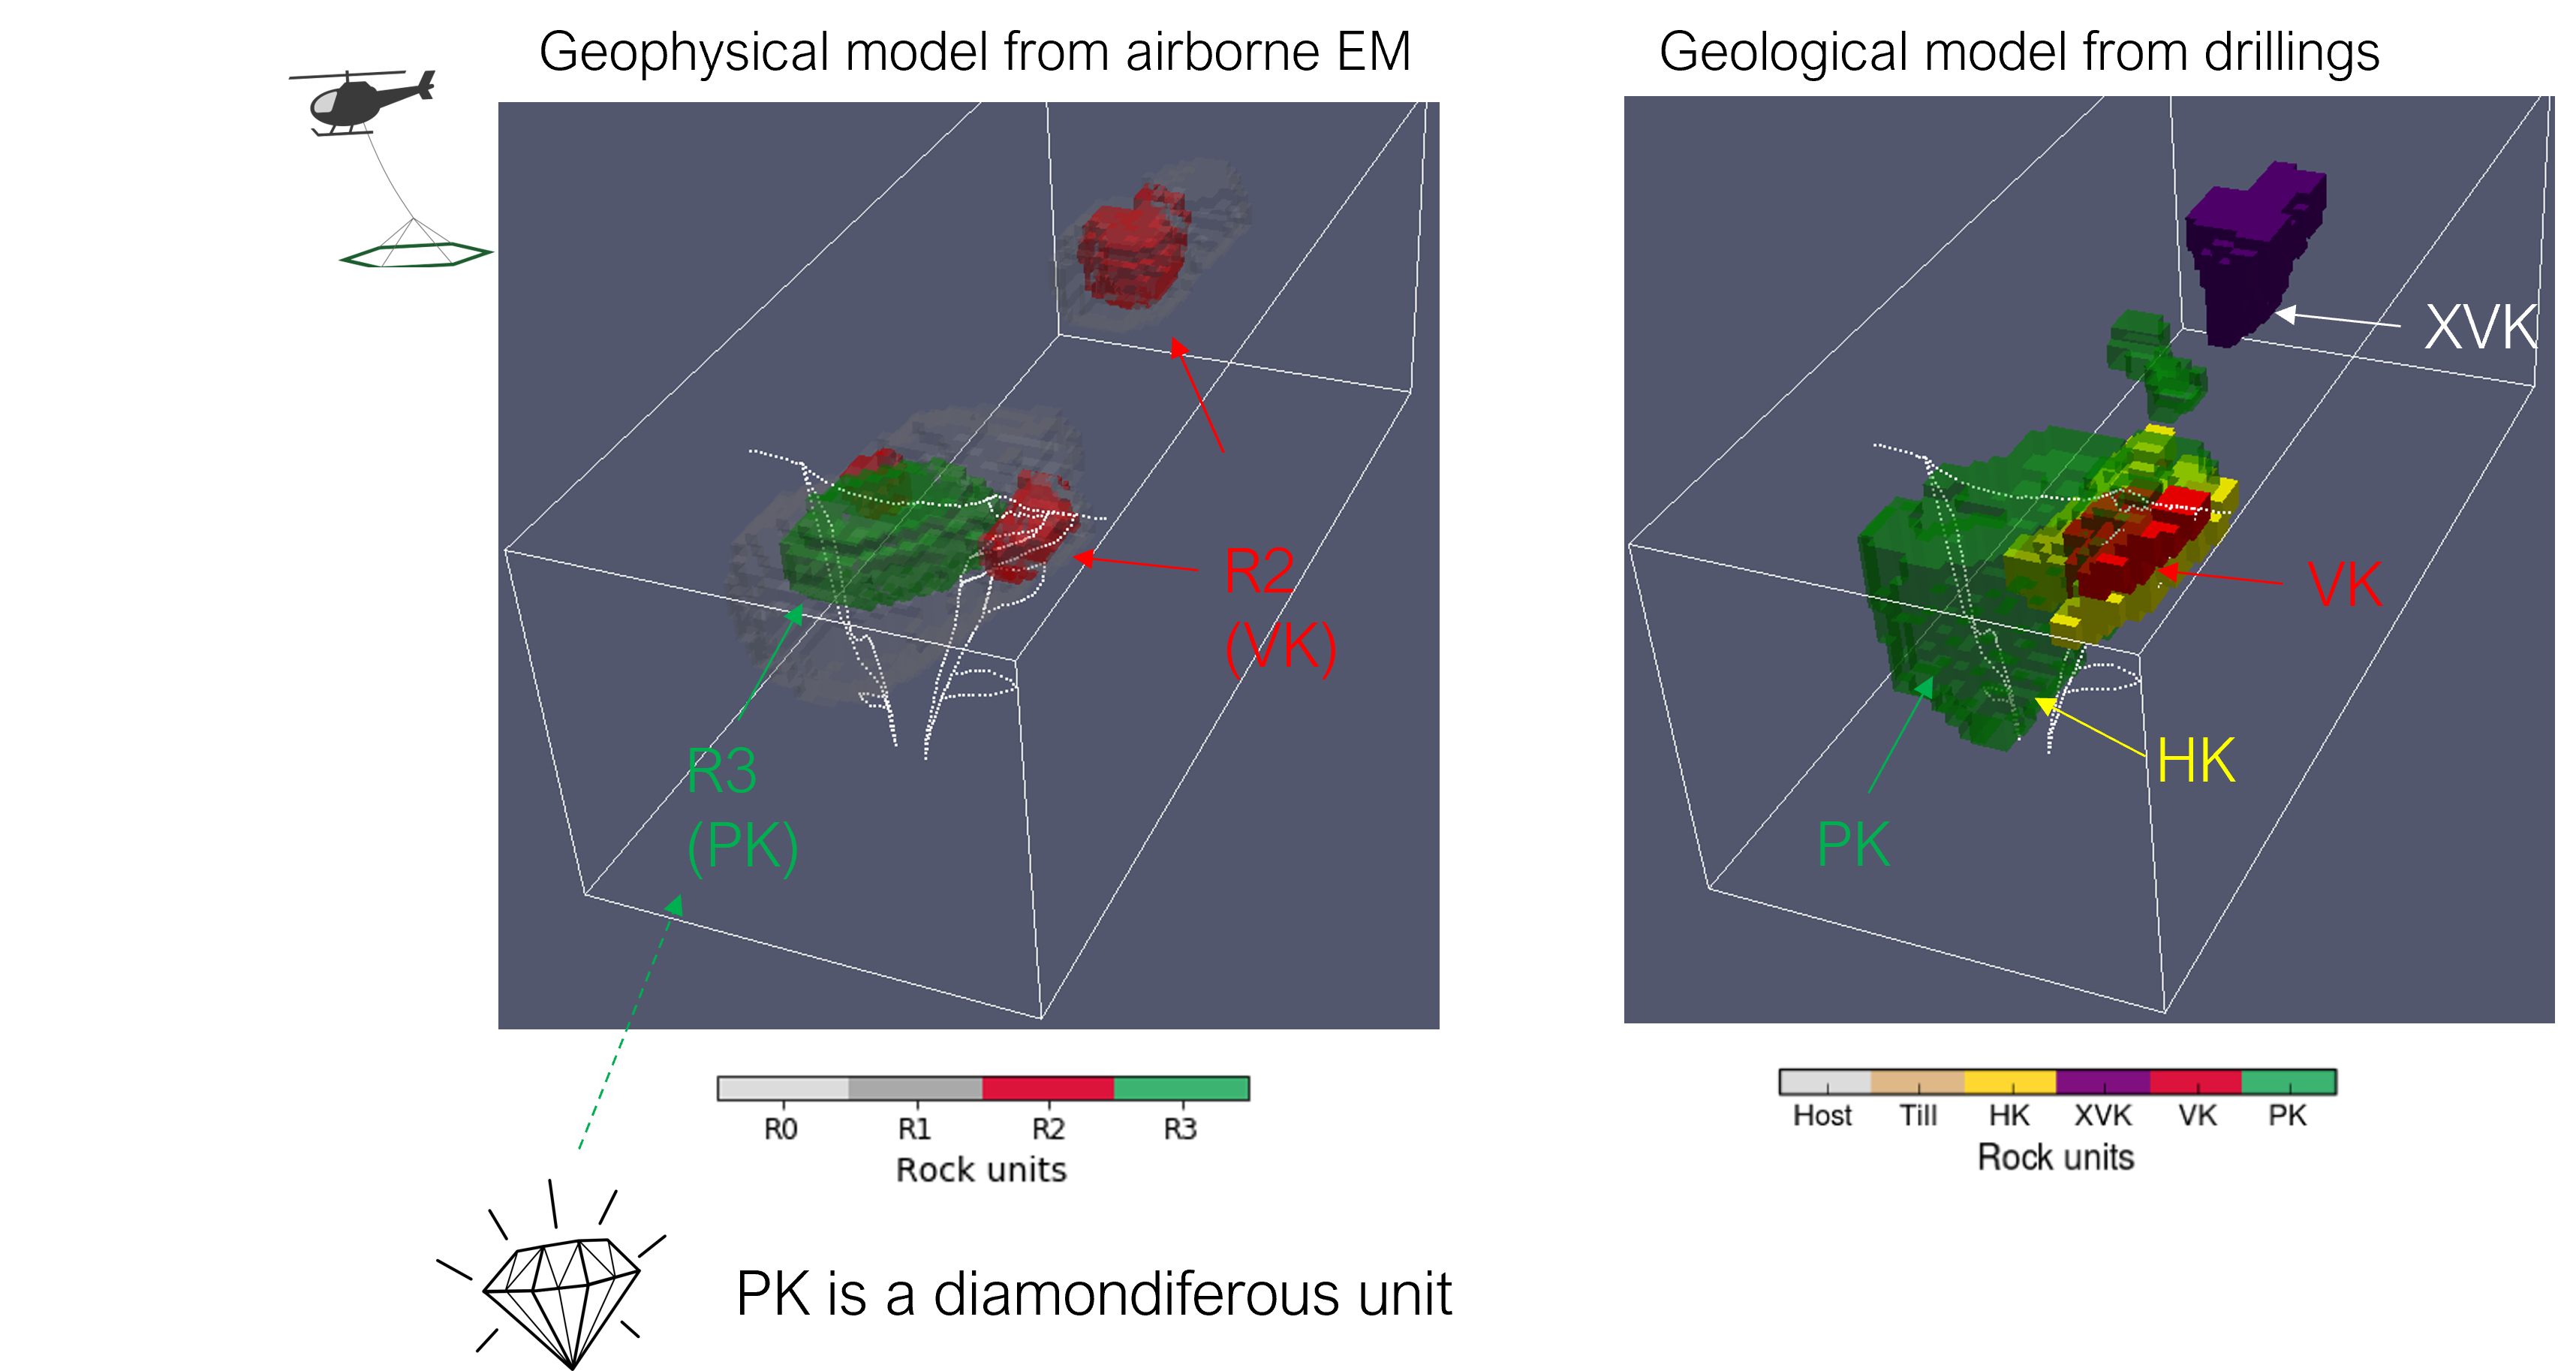 Geophysical model from airborne EM
Geological model from drillings
R2
(VK)
R3
(PK)
XVK
VK
HK
PK
R0 R1 R2 R3
Rock units
Host Till HK XVK VK PK
Rock units
PK is a diamondiferous unit